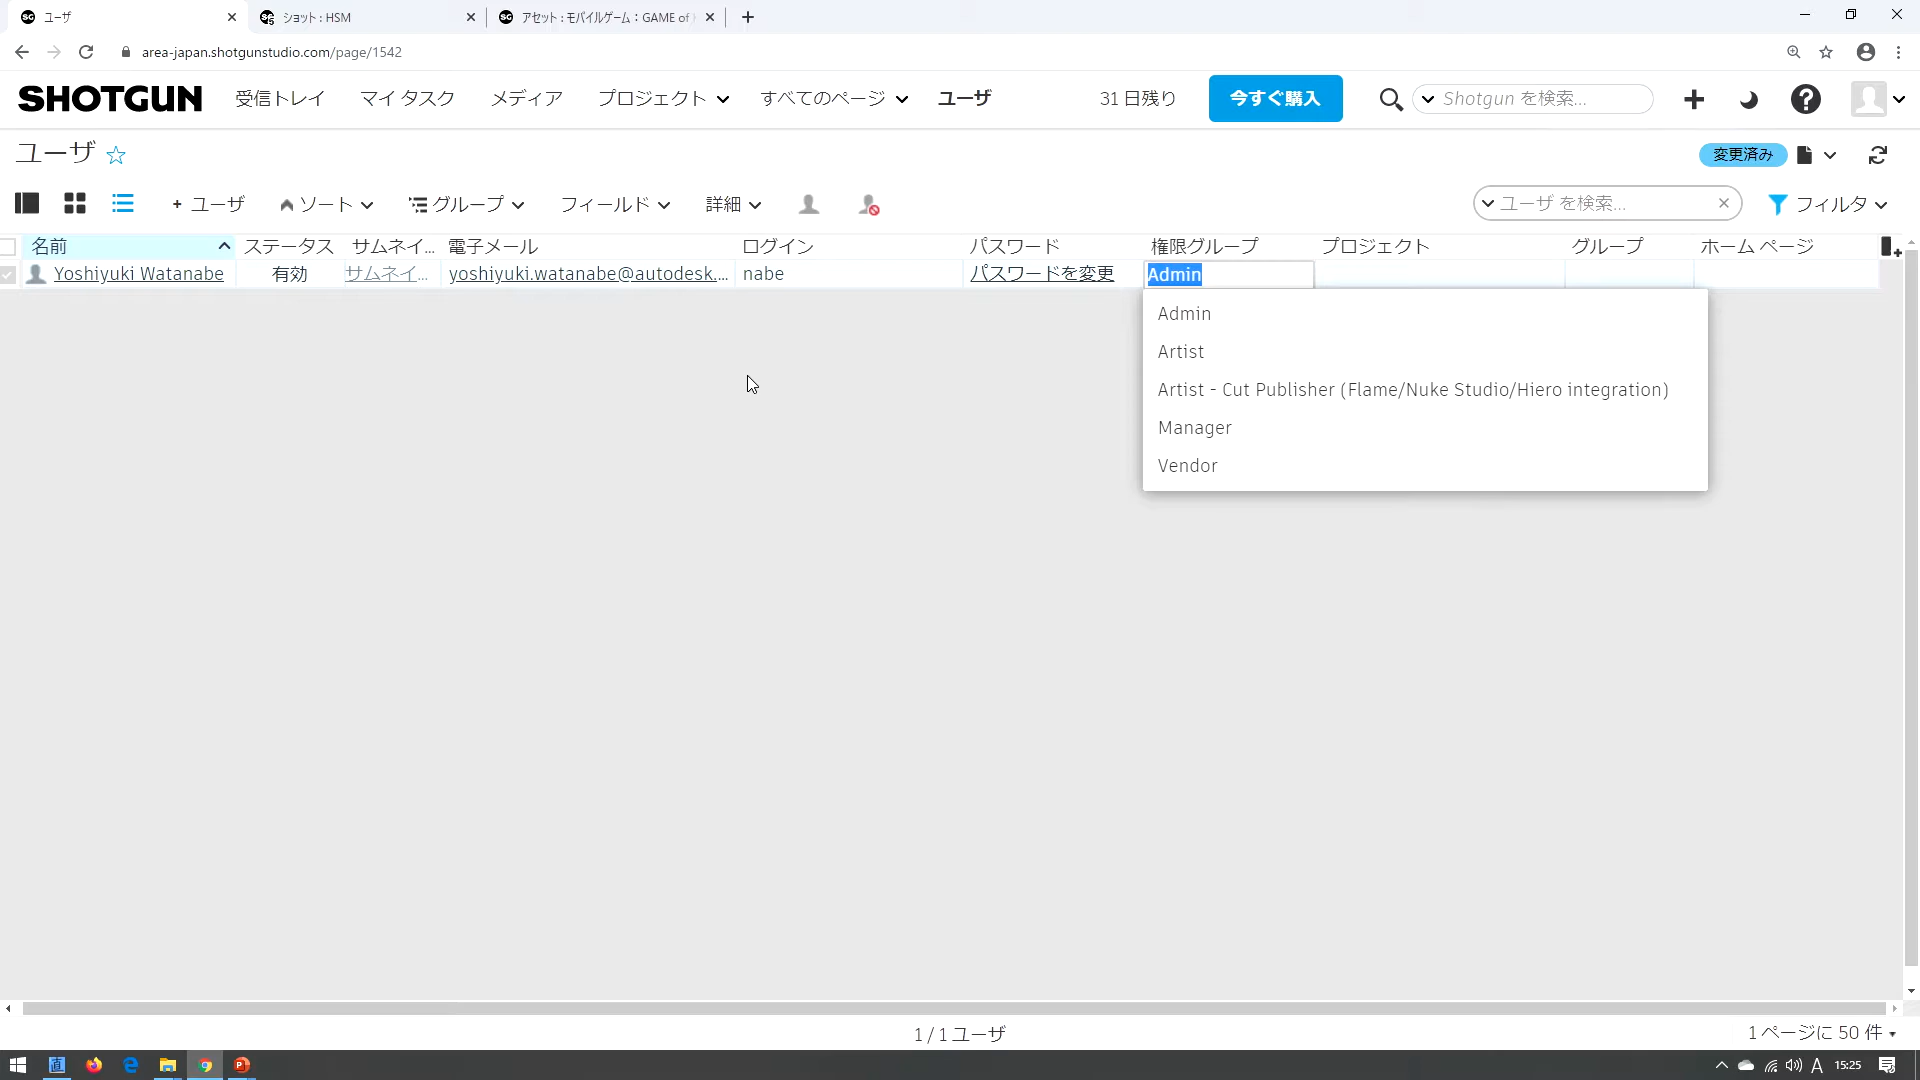 ユーザ
ショット : HSM
アセット : モバイルゲーム：GAME of
area-japan.shotgunstudio.com/page/1542
SHOTGUN 受信トレイ マイ タスク メディア プロジェクト すべてのページ ユーザ 31 日残り 今すぐ購入 Shotgun を検索...
ユーザ 変更済み
+ ユーザ ソート グループ フィールド 詳細 ユーザ を検索... フィルタ
名前 ステータス サムネイ... 電子メール ログイン パスワード 権限グループ プロジェクト グループ ホーム ページ
Yoshiyuki Watanabe 有効 サムネイ... yoshiyuki.watanabe@autodesk.... nabe パスワードを変更 Admin
Admin
Artist
Artist - Cut Publisher (Flame/Nuke Studio/Hiero integration)
Manager
Vendor
1 / 1 ユーザ 1 ページに 50 件
A 15:25